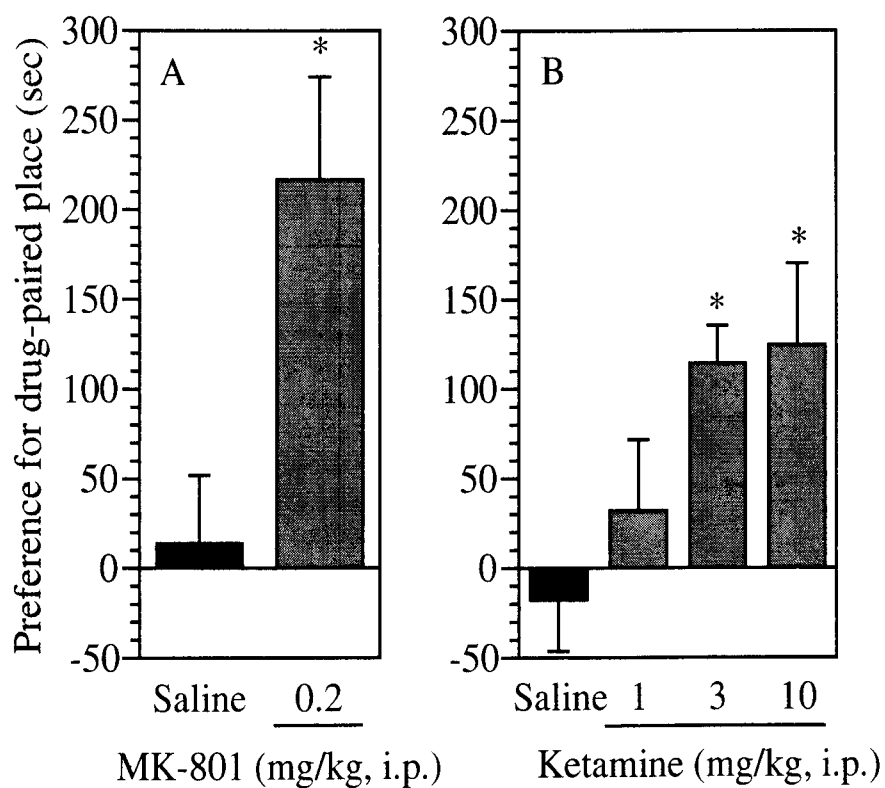 Preference for drug-paired place (sec)
300
250
200
150
100
50
0
-50
A
*
Saline 0.2
MK-801 (mg/kg, i.p.)
300
250
200
150
100
50
0
-50
B
*
*
Saline 1 3 10
Ketamine (mg/kg, i.p.)